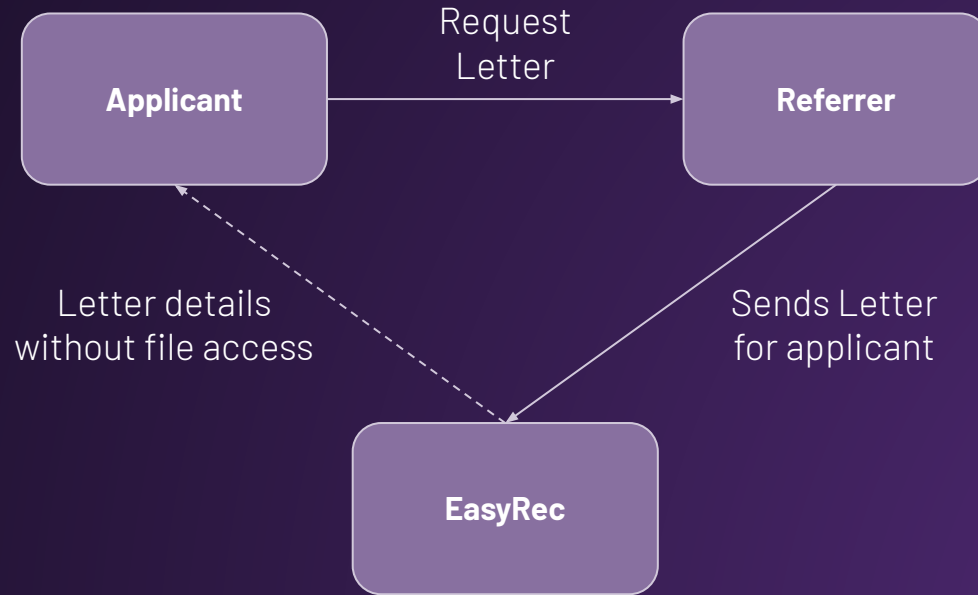 Request
Letter
Applicant
Referrer
Letter details
without file access
Sends Letter
for applicant
EasyRec